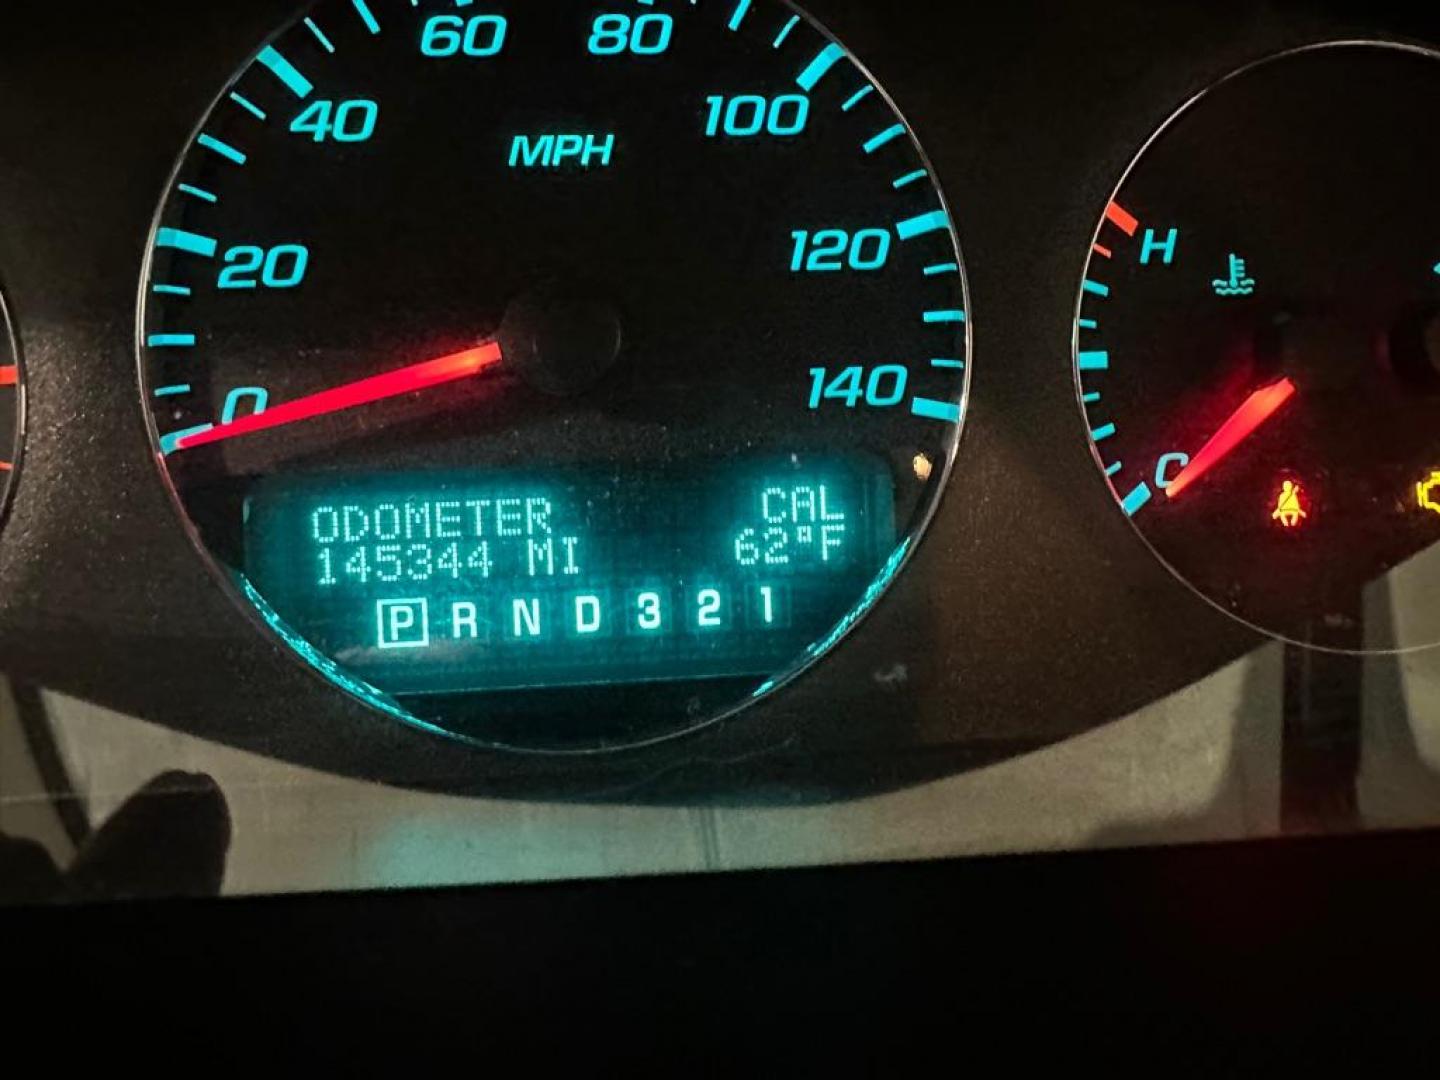 60 80
40 100
MPH
20 120
0 140
H
C
ODOMETER CAL
145344 MI 62°F
P R N D 3 2 1